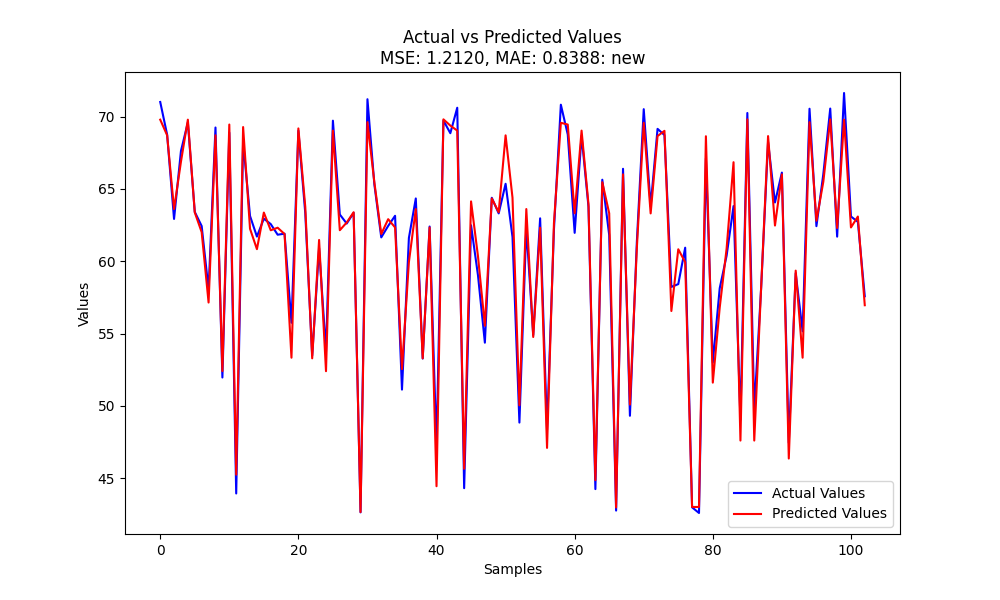 Actual vs Predicted Values
MSE: 1.2120, MAE: 0.8388: new
Values
70
65
60
55
50
45
Actual Values
Predicted Values
0
20
40
60
80
100
Samples